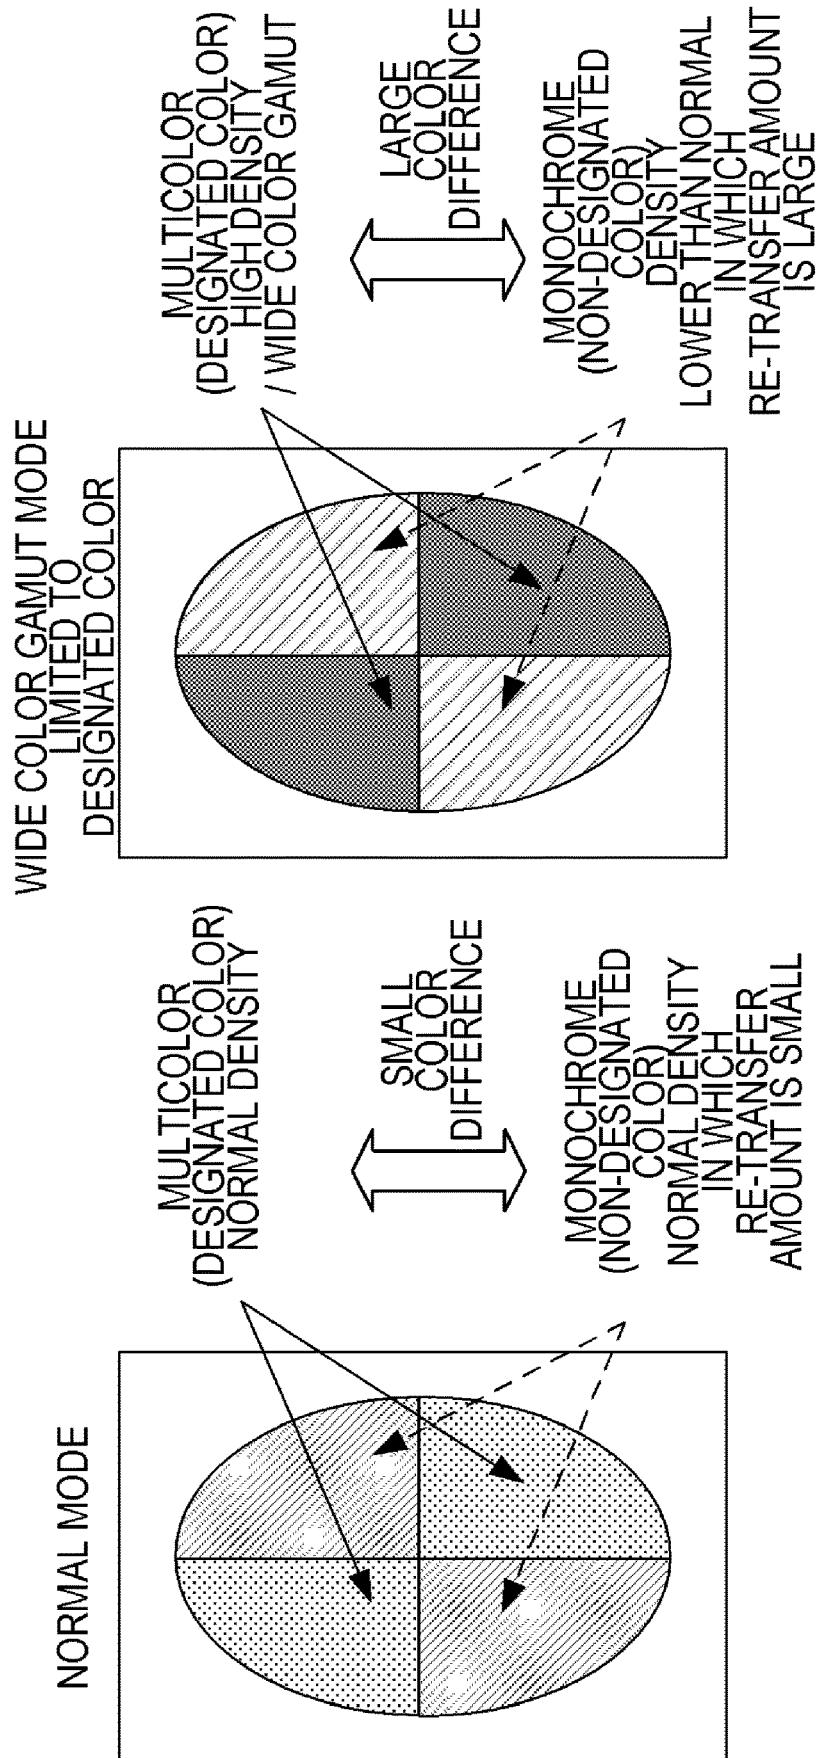 NORMAL MODE
MULTICOLOR
(DESIGNATED COLOR)
NORMAL DENSITY
SMALL
COLOR
DIFFERENCE
MONOCHROME
(NON-DESIGNATED
COLOR)
NORMAL DENSITY
IN WHICH
RE-TRANSFER
AMOUNT IS SMALL
WIDE COLOR GAMUT MODE
LIMITED TO
DESIGNATED COLOR
MULTICOLOR
(DESIGNATED COLOR)
HIGH DENSITY
/ WIDE COLOR GAMUT
LARGE
COLOR
DIFFERENCE
MONOCHROME
(NON-DESIGNATED
COLOR)
DENSITY
LOWER THAN NORMAL
IN WHICH
RE-TRANSFER AMOUNT
IS LARGE